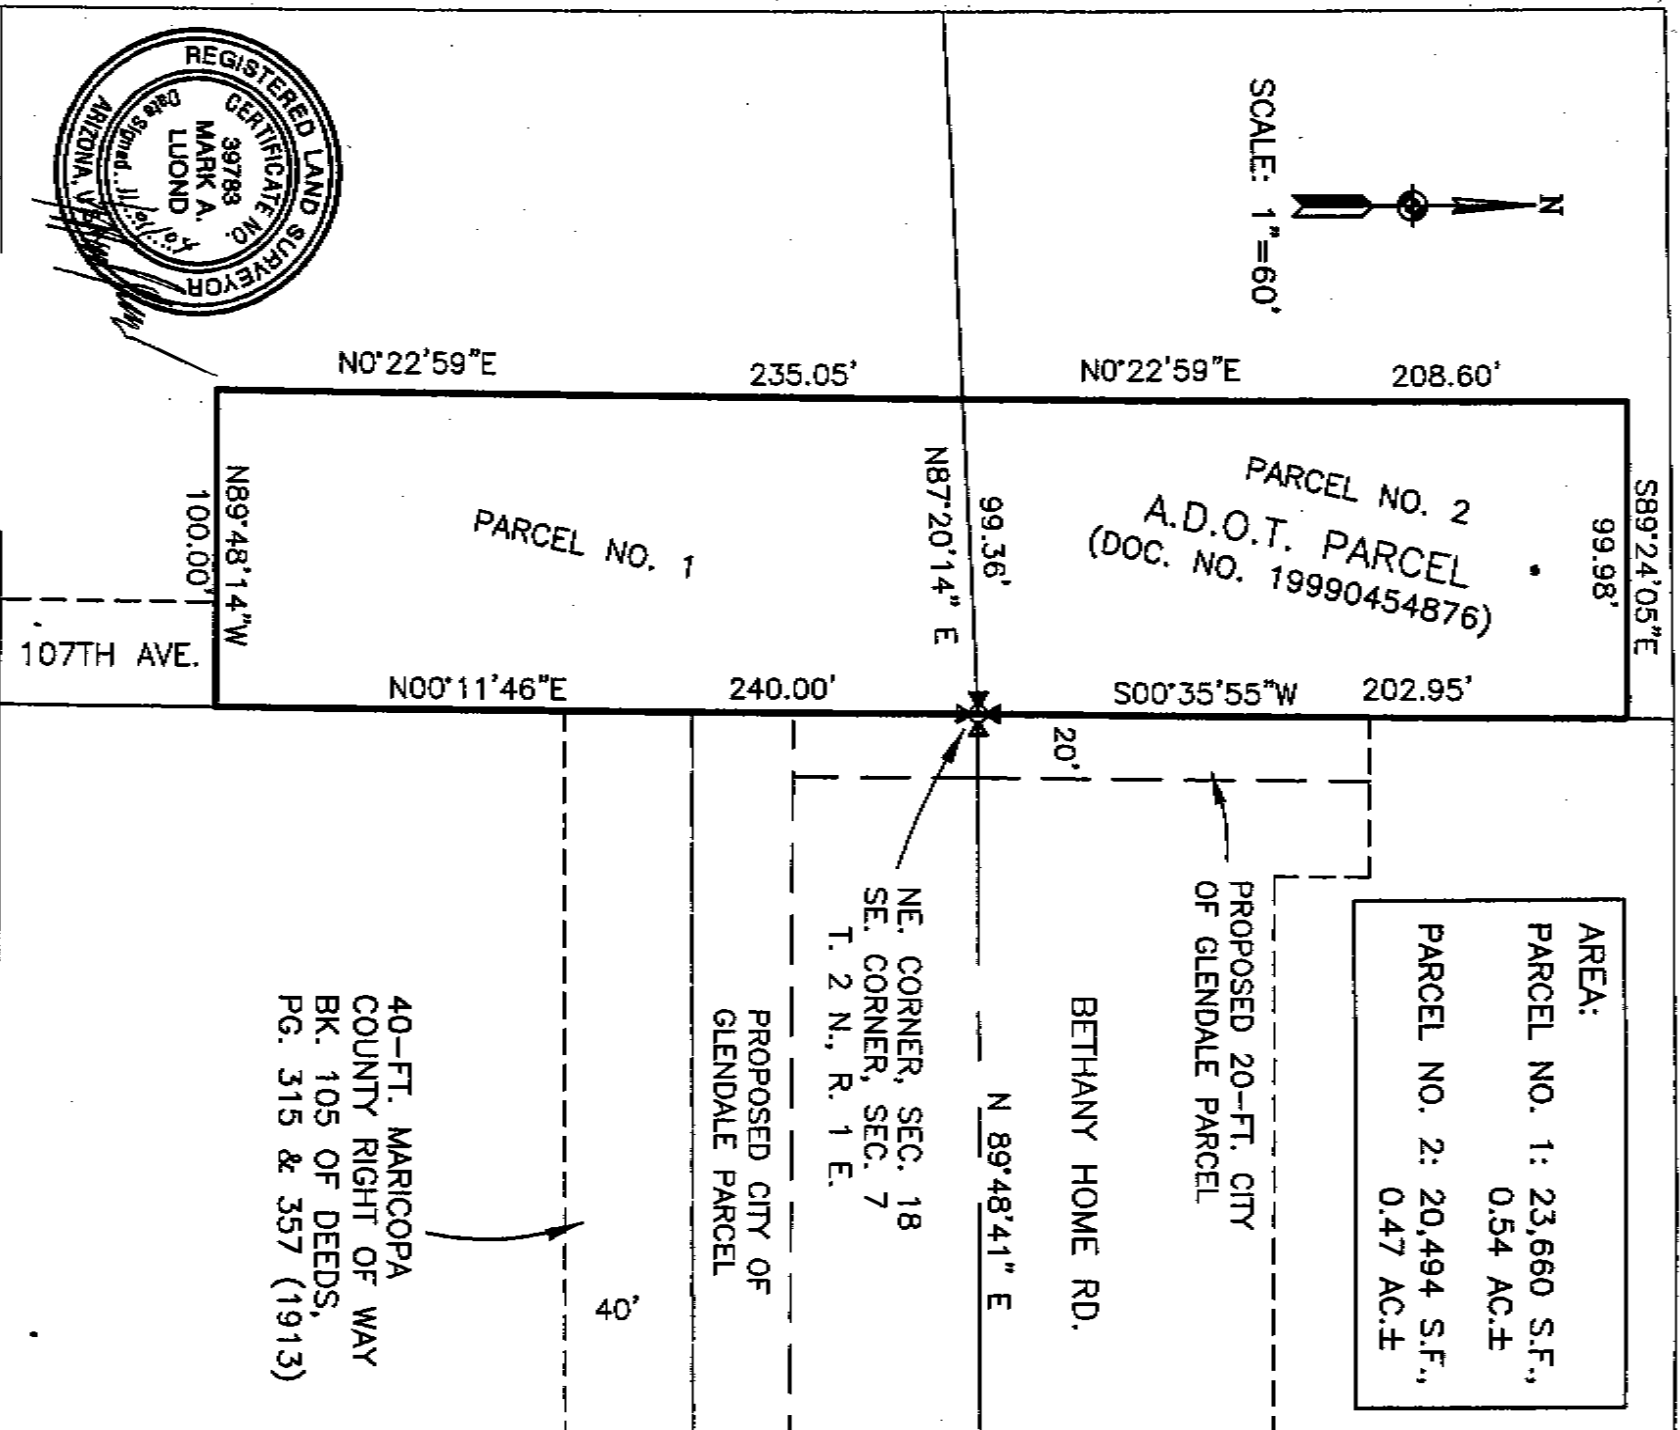 N
SCALE: 1"=60'
S89°24'05"E
99.98'
N0°22'59"E
208.60'
PARCEL NO. 2
A.D.O.T. PARCEL
(DOC. NO. 19990454876)
S00°35'55"W
202.95'
99.36'
N87°20'14" E
N0°22'59"E
235.05'
PARCEL NO. 1
N00°11'46"E
240.00'
N89°48'14"W
100.00'
107TH AVE.
20'
AREA:
PARCEL NO. 1: 23,660 S.F.,
0.54 AC.±
PARCEL NO. 2: 20,494 S.F.,
0.47 AC.±
PROPOSED 20-FT. CITY
OF GLENDALE PARCEL
BETHANY HOME RD.
N 89°48'41" E
NE. CORNER, SEC. 18
SE. CORNER, SEC. 7
T. 2 N., R. 1 E.
PROPOSED CITY OF
GLENDALE PARCEL
40'
40-FT. MARICOPA
COUNTY RIGHT OF WAY
BK. 105 OF DEEDS,
PG. 315 & 357 (1913)
REGISTERED LAND SURVEYOR
CERTIFICATE NO.
39783
MARK A.
LUOND
Date Signed
ARIZONA,